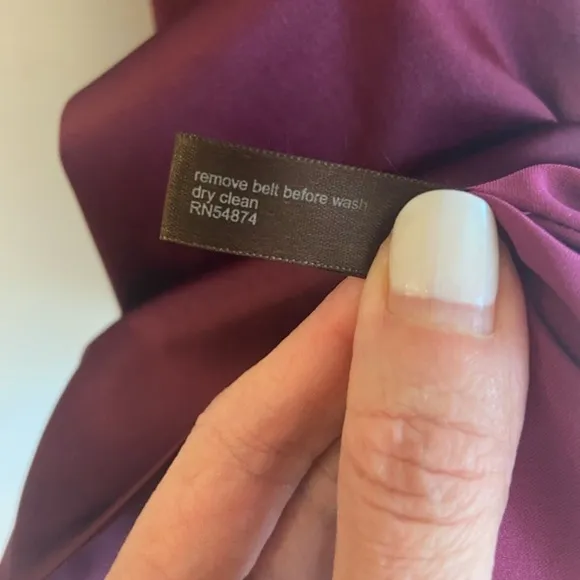 remove belt before wash
dry clean
RN54874